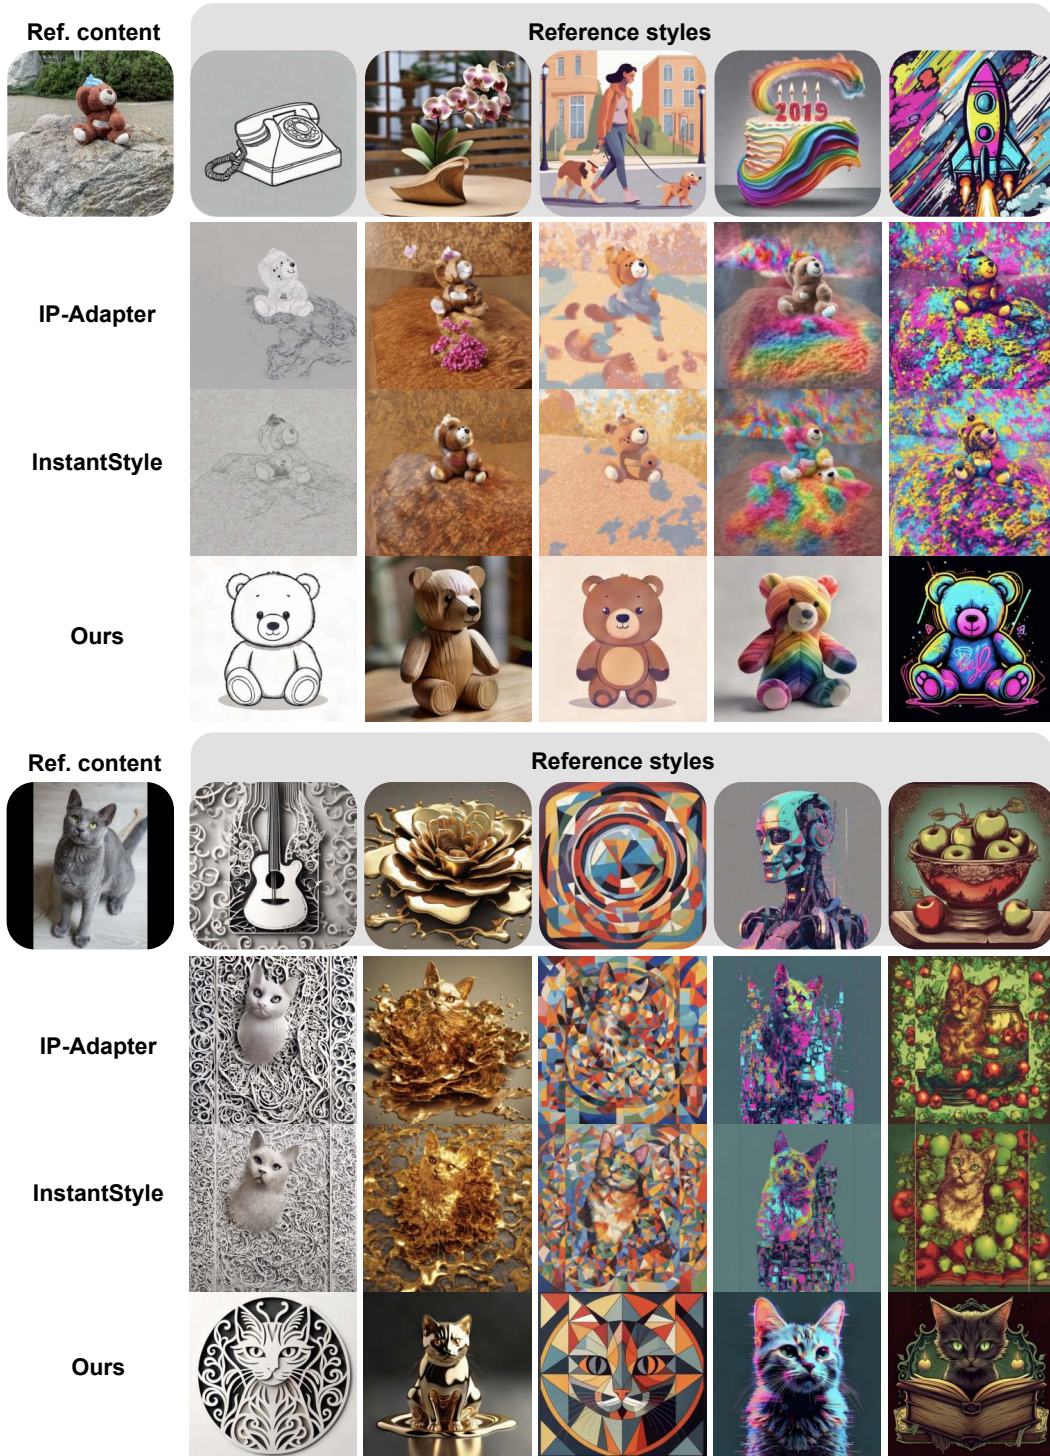 Ref. content
Reference styles
2019
IP-Adapter
InstantStyle
Ours
Ref. content
Reference styles
IP-Adapter
InstantStyle
Ours